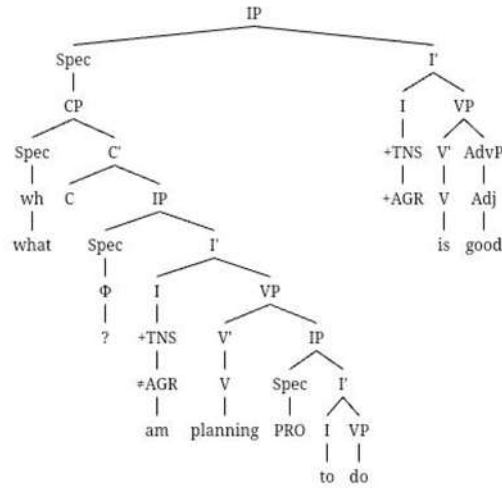 IP
Spec I'
CP I VP
Spec C' +TNS V' AdvP
wh C IP +AGR V Adj
what Spec I' is good
Φ I VP
? +TNS V' IP
≠AGR V Spec I'
am planning PRO I VP
to do